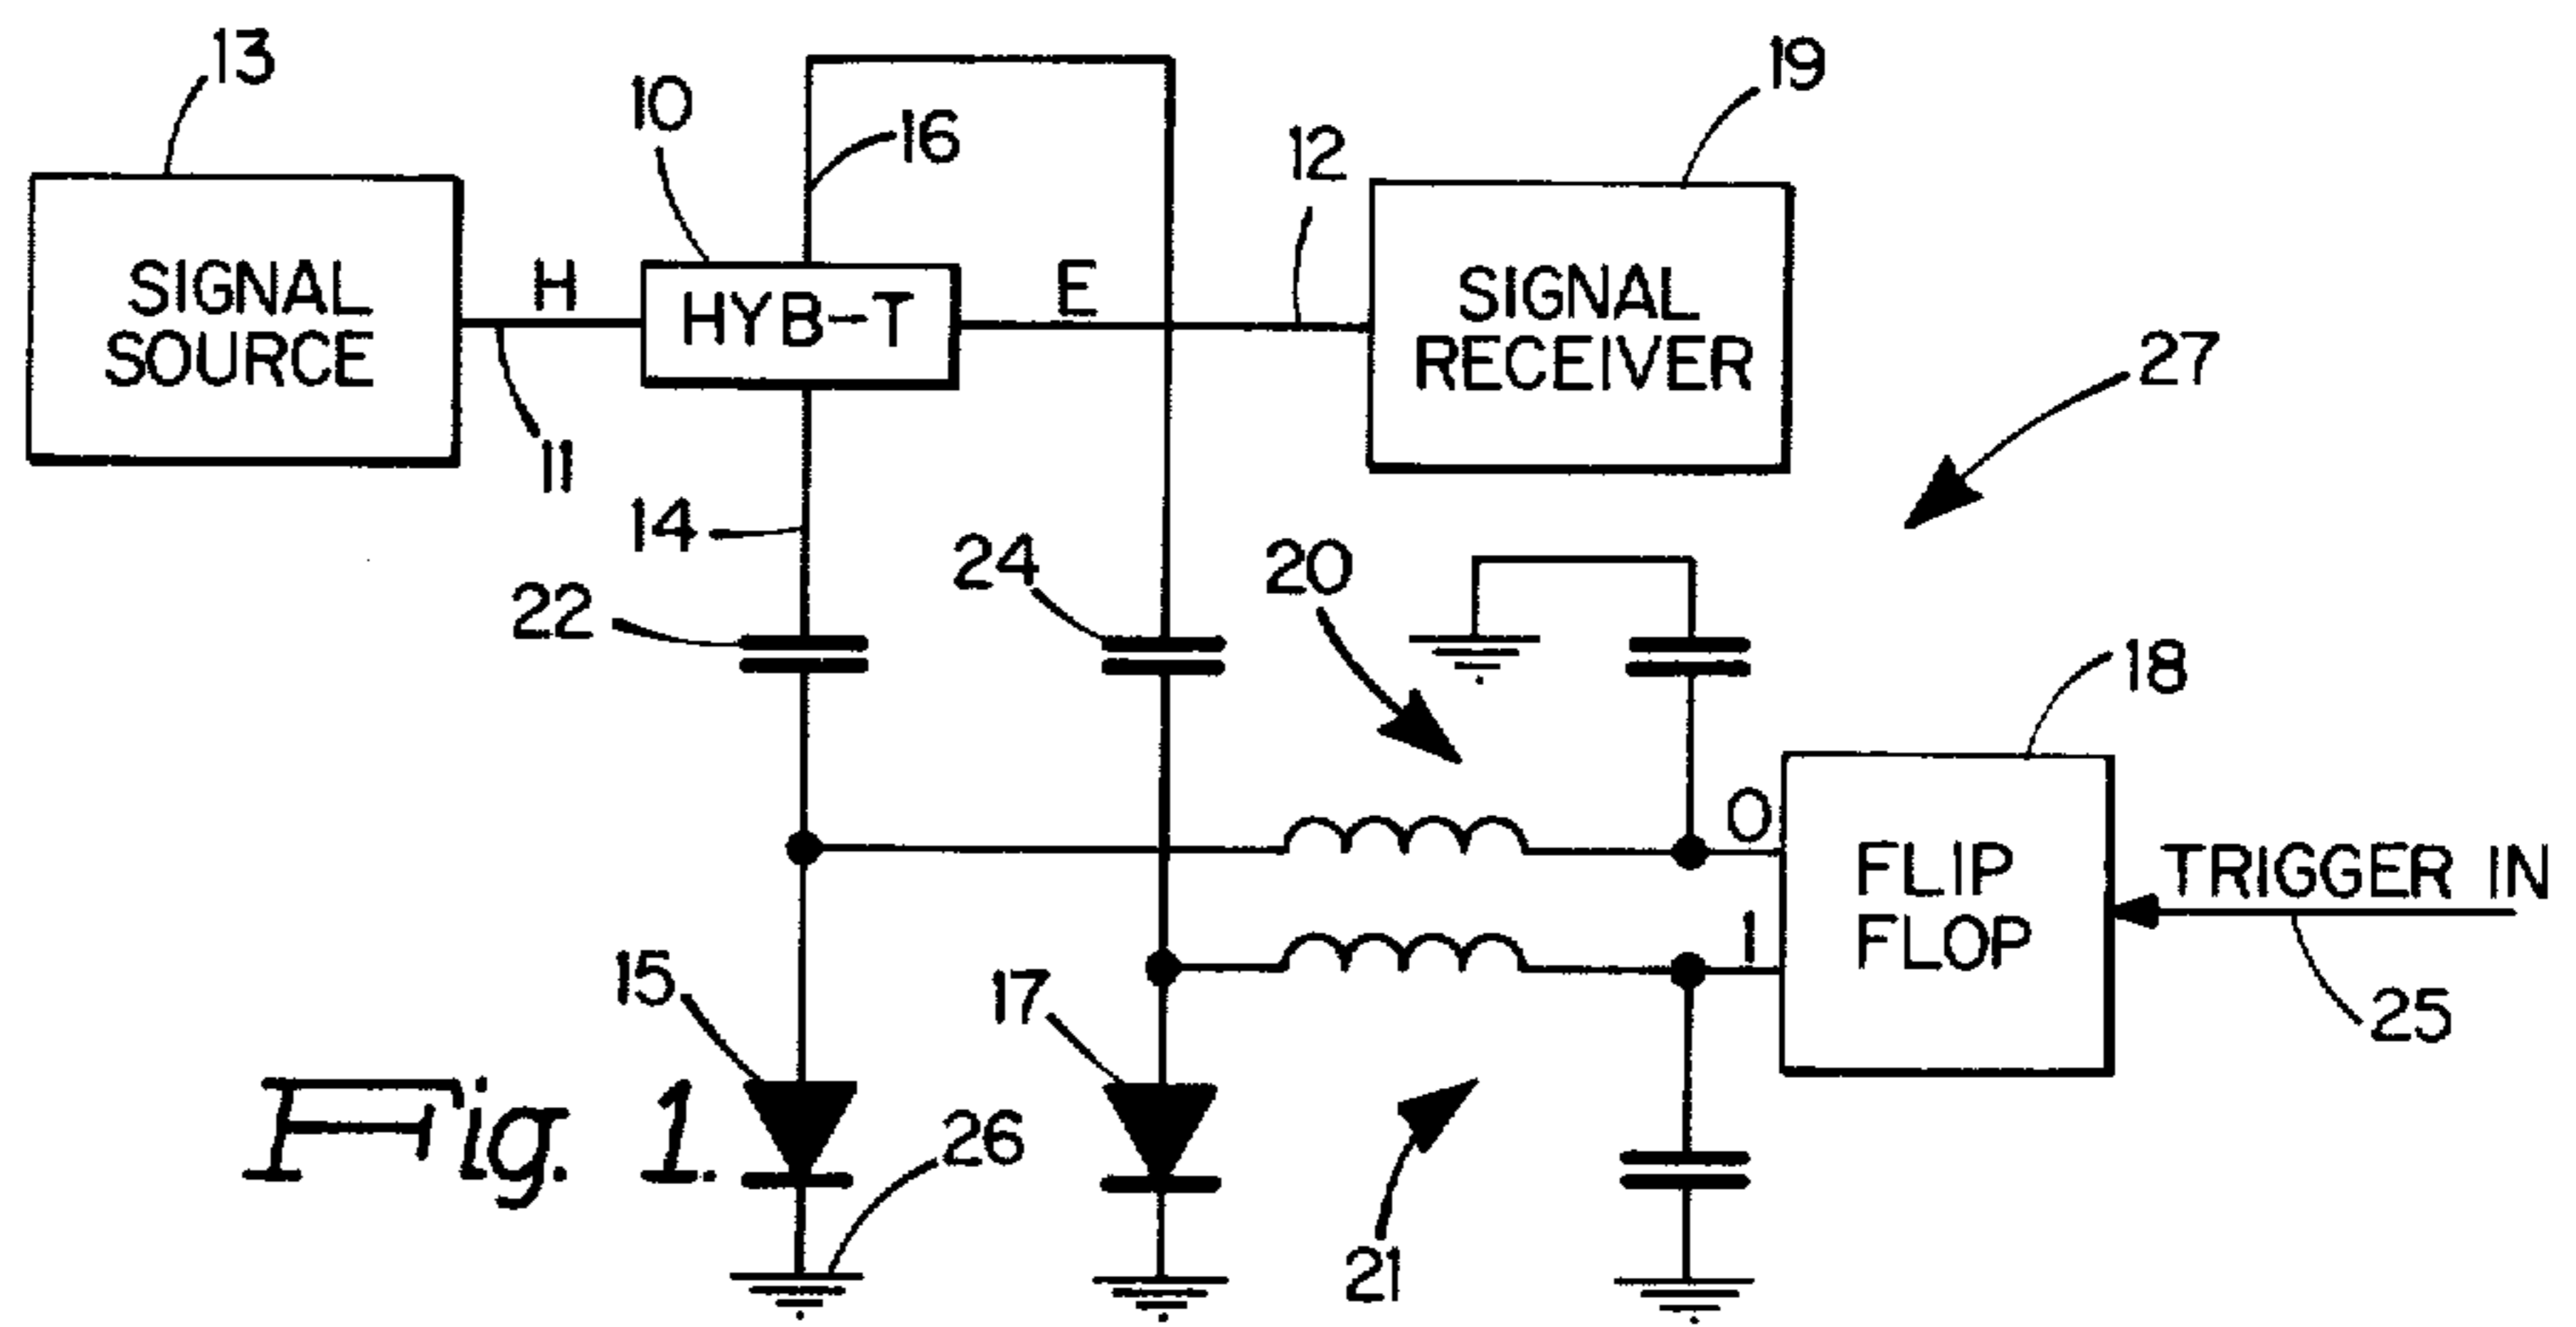 13
10
16
12
19
SIGNAL
SOURCE
H
HYB-T
E
SIGNAL
RECEIVER
27
11
14
22
24
20
18
0
FLIP
FLOP
1
TRIGGER IN
25
15
17
26
21
Fig. 1.